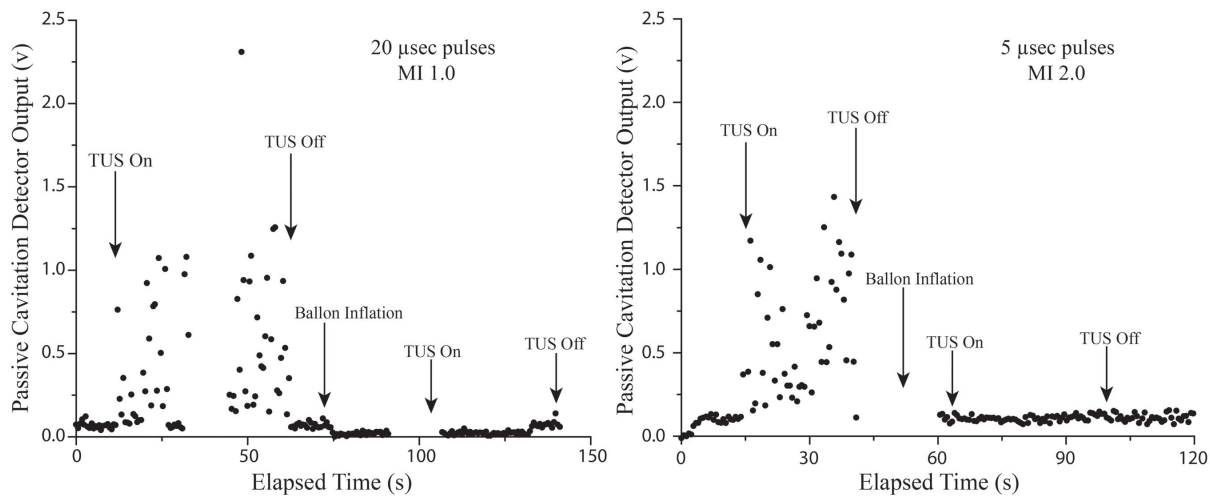 Passive Cavitation Detector Output (v)
2.5
2.0
1.5
1.0
0.5
0.0
20 µsec pulses
MI 1.0
TUS On
TUS Off
Ballon Inflation
TUS On
TUS Off
0
25
50
75
100
125
150
Elapsed Time (s)
Passive Cavitation Detector Output (v)
2.5
2.0
1.5
1.0
0.5
0.0
5 µsec pulses
MI 2.0
TUS On
TUS Off
Ballon Inflation
TUS On
TUS Off
0
30
60
90
120
Elapsed Time (s)